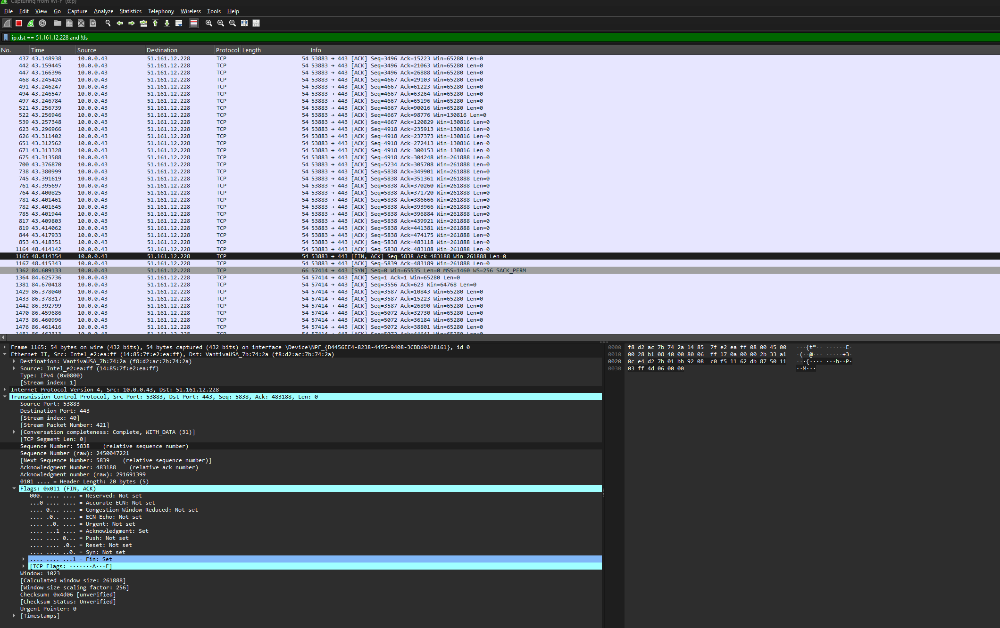 Capturing from Wi-Fi (tcp)
File Edit View Go Capture Analyze Statistics Telephony Wireless Tools Help
ip.dst == 51.161.12.228 and !tls
No. Time Source Destination Protocol Length Info
437 43.148938 10.0.0.43 51.161.12.228 TCP 54 53883 → 443 [ACK] Seq=3496 Ack=15223 Win=65280 Len=0
442 43.159445 10.0.0.43 51.161.12.228 TCP 54 53883 → 443 [ACK] Seq=3496 Ack=21063 Win=65280 Len=0
447 43.166396 10.0.0.43 51.161.12.228 TCP 54 53883 → 443 [ACK] Seq=3496 Ack=26888 Win=65280 Len=0
468 43.245424 10.0.0.43 51.161.12.228 TCP 54 53883 → 443 [ACK] Seq=4667 Ack=29103 Win=65280 Len=0
491 43.246247 10.0.0.43 51.161.12.228 TCP 54 53883 → 443 [ACK] Seq=4667 Ack=61223 Win=65280 Len=0
494 43.246547 10.0.0.43 51.161.12.228 TCP 54 53883 → 443 [ACK] Seq=4667 Ack=63264 Win=65280 Len=0
497 43.246784 10.0.0.43 51.161.12.228 TCP 54 53883 → 443 [ACK] Seq=4667 Ack=65196 Win=65280 Len=0
521 43.256739 10.0.0.43 51.161.12.228 TCP 54 53883 → 443 [ACK] Seq=4667 Ack=90016 Win=65280 Len=0
522 43.256946 10.0.0.43 51.161.12.228 TCP 54 53883 → 443 [ACK] Seq=4667 Ack=98776 Win=130816 Len=0
539 43.257348 10.0.0.43 51.161.12.228 TCP 54 53883 → 443 [ACK] Seq=4667 Ack=120829 Win=130816 Len=0
623 43.296966 10.0.0.43 51.161.12.228 TCP 54 53883 → 443 [ACK] Seq=4918 Ack=235913 Win=130816 Len=0
626 43.311402 10.0.0.43 51.161.12.228 TCP 54 53883 → 443 [ACK] Seq=4918 Ack=237373 Win=130816 Len=0
651 43.312562 10.0.0.43 51.161.12.228 TCP 54 53883 → 443 [ACK] Seq=4918 Ack=272413 Win=130816 Len=0
671 43.313328 10.0.0.43 51.161.12.228 TCP 54 53883 → 443 [ACK] Seq=4918 Ack=300153 Win=130816 Len=0
675 43.313588 10.0.0.43 51.161.12.228 TCP 54 53883 → 443 [ACK] Seq=4918 Ack=304248 Win=261888 Len=0
700 43.376870 10.0.0.43 51.161.12.228 TCP 54 53883 → 443 [ACK] Seq=5234 Ack=305708 Win=261888 Len=0
738 43.380999 10.0.0.43 51.161.12.228 TCP 54 53883 → 443 [ACK] Seq=5838 Ack=349901 Win=261888 Len=0
745 43.391619 10.0.0.43 51.161.12.228 TCP 54 53883 → 443 [ACK] Seq=5838 Ack=351361 Win=261888 Len=0
761 43.395697 10.0.0.43 51.161.12.228 TCP 54 53883 → 443 [ACK] Seq=5838 Ack=370260 Win=261888 Len=0
764 43.400825 10.0.0.43 51.161.12.228 TCP 54 53883 → 443 [ACK] Seq=5838 Ack=371720 Win=261888 Len=0
781 43.401461 10.0.0.43 51.161.12.228 TCP 54 53883 → 443 [ACK] Seq=5838 Ack=386666 Win=261888 Len=0
782 43.401645 10.0.0.43 51.161.12.228 TCP 54 53883 → 443 [ACK] Seq=5838 Ack=393966 Win=261888 Len=0
785 43.401944 10.0.0.43 51.161.12.228 TCP 54 53883 → 443 [ACK] Seq=5838 Ack=396884 Win=261888 Len=0
817 43.409803 10.0.0.43 51.161.12.228 TCP 54 53883 → 443 [ACK] Seq=5838 Ack=439921 Win=261888 Len=0
819 43.414062 10.0.0.43 51.161.12.228 TCP 54 53883 → 443 [ACK] Seq=5838 Ack=441381 Win=261888 Len=0
844 43.417933 10.0.0.43 51.161.12.228 TCP 54 53883 → 443 [ACK] Seq=5838 Ack=474175 Win=261888 Len=0
853 43.418351 10.0.0.43 51.161.12.228 TCP 54 53883 → 443 [ACK] Seq=5838 Ack=483118 Win=261888 Len=0
1164 48.414142 10.0.0.43 51.161.12.228 TCP 54 53883 → 443 [ACK] Seq=5838 Ack=483188 Win=261888 Len=0
1165 48.414354 10.0.0.43 51.161.12.228 TCP 54 53883 → 443 [FIN, ACK] Seq=5838 Ack=483188 Win=261888 Len=0
1167 48.415343 10.0.0.43 51.161.12.228 TCP 54 53883 → 443 [ACK] Seq=5839 Ack=483189 Win=261888 Len=0
1362 84.609133 10.0.0.43 51.161.12.228 TCP 66 57414 → 443 [SYN] Seq=0 Win=65535 Len=0 MSS=1460 WS=256 SACK_PERM
1364 84.625736 10.0.0.43 51.161.12.228 TCP 54 57414 → 443 [ACK] Seq=1 Ack=1 Win=65280 Len=0
1381 84.670418 10.0.0.43 51.161.12.228 TCP 54 57414 → 443 [ACK] Seq=3556 Ack=623 Win=64768 Len=0
1429 86.378040 10.0.0.43 51.161.12.228 TCP 54 57414 → 443 [ACK] Seq=3587 Ack=10843 Win=65280 Len=0
1433 86.378317 10.0.0.43 51.161.12.228 TCP 54 57414 → 443 [ACK] Seq=3587 Ack=15223 Win=65280 Len=0
1442 86.392799 10.0.0.43 51.161.12.228 TCP 54 57414 → 443 [ACK] Seq=3587 Ack=26890 Win=65280 Len=0
1470 86.459686 10.0.0.43 51.161.12.228 TCP 54 57414 → 443 [ACK] Seq=5072 Ack=32730 Win=65280 Len=0
1473 86.460996 10.0.0.43 51.161.12.228 TCP 54 57414 → 443 [ACK] Seq=5072 Ack=36184 Win=65280 Len=0
1476 86.461416 10.0.0.43 51.161.12.228 TCP 54 57414 → 443 [ACK] Seq=5072 Ack=38801 Win=65280 Len=0
1481 86.462313 10.0.0.43 51.161.12.228 TCP 54 57414 → 443 [ACK] Seq=5072 Ack=44641 Win=65280 Len=0
Frame 1165: 54 bytes on wire (432 bits), 54 bytes captured (432 bits) on interface \Device\NPF_{D4456EE4-8238-4455-9408-3CBD69428161}, id 0
Ethernet II, Src: Intel_e2:ea:ff (14:85:7f:e2:ea:ff), Dst: VantivaUSA_7b:74:2a (f8:d2:ac:7b:74:2a)
Destination: VantivaUSA_7b:74:2a (f8:d2:ac:7b:74:2a)
Source: Intel_e2:ea:ff (14:85:7f:e2:ea:ff)
Type: IPv4 (0x0800)
[Stream index: 1]
Internet Protocol Version 4, Src: 10.0.0.43, Dst: 51.161.12.228
Transmission Control Protocol, Src Port: 53883, Dst Port: 443, Seq: 5838, Ack: 483188, Len: 0
Source Port: 53883
Destination Port: 443
[Stream index: 40]
[Stream Packet Number: 421]
[Conversation completeness: Complete, WITH_DATA (31)]
[TCP Segment Len: 0]
Sequence Number: 5838 (relative sequence number)
Sequence Number (raw): 2450047221
[Next Sequence Number: 5839 (relative sequence number)]
Acknowledgment Number: 483188 (relative ack number)
Acknowledgment number (raw): 291691399
0101 .... = Header Length: 20 bytes (5)
Flags: 0x011 (FIN, ACK)
000. .... .... = Reserved: Not set
...0 .... .... = Accurate ECN: Not set
.... 0... .... = Congestion Window Reduced: Not set
.... .0.. .... = ECN-Echo: Not set
.... ..0. .... = Urgent: Not set
.... ...1 .... = Acknowledgment: Set
.... .... 0... = Push: Not set
.... .... .0.. = Reset: Not set
.... .... ..0. = Syn: Not set
.... .... ...1 = Fin: Set
[TCP Flags: ·······A···F]
Window: 1023
[Calculated window size: 261888]
[Window size scaling factor: 256]
Checksum: 0x4d06 [unverified]
[Checksum Status: Unverified]
Urgent Pointer: 0
[Timestamps]
0000 f8 d2 ac 7b 74 2a 14 85 7f e2 ea ff 08 00 45 00 ···{t*·· ······E·
0010 00 28 b1 08 40 00 80 06 ff 17 0a 00 00 2b 33 a1 ·(··@··· ·····+3·
0020 0c e4 d2 7b 01 bb 92 08 c0 f5 11 62 db 87 50 11 ···{···· ···b··P·
0030 03 ff 4d 06 00 00 ··M···